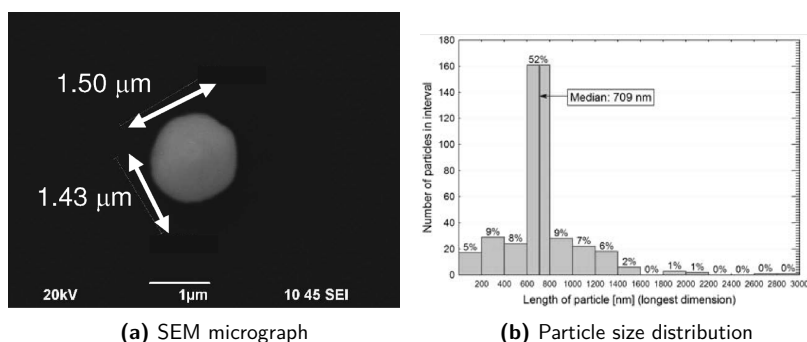 1.50 μm
1.43 μm
20kV 1μm 10 45 SEI
(a) SEM micrograph
180
160
140
120
100
80
60
40
20
0
Number of particles in interval
52%
Median: 709 nm
5% 9% 8% 9% 7% 6% 2% 0% 1% 1% 0% 0% 0% 0%
200 400 600 800 1000 1200 1400 1600 1800 2000 2200 2400 2600 2800 3000
Length of particle [nm] (longest dimension)
(b) Particle size distribution